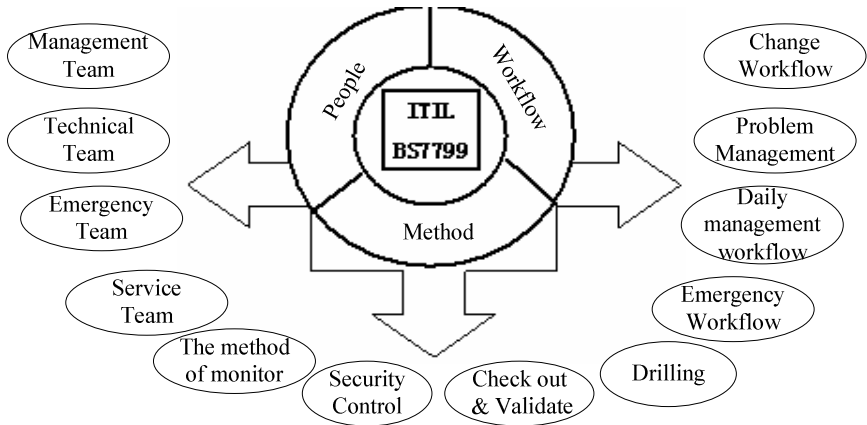 Management
Team
Technical
Team
Emergency
Team
Service
Team
The method
of monitor
Security
Control
Check out
& Validate
Drilling
Emergency
Workflow
Daily
management
workflow
Problem
Management
Change
Workflow
People
Workflow
Method
ITIL
BS7799